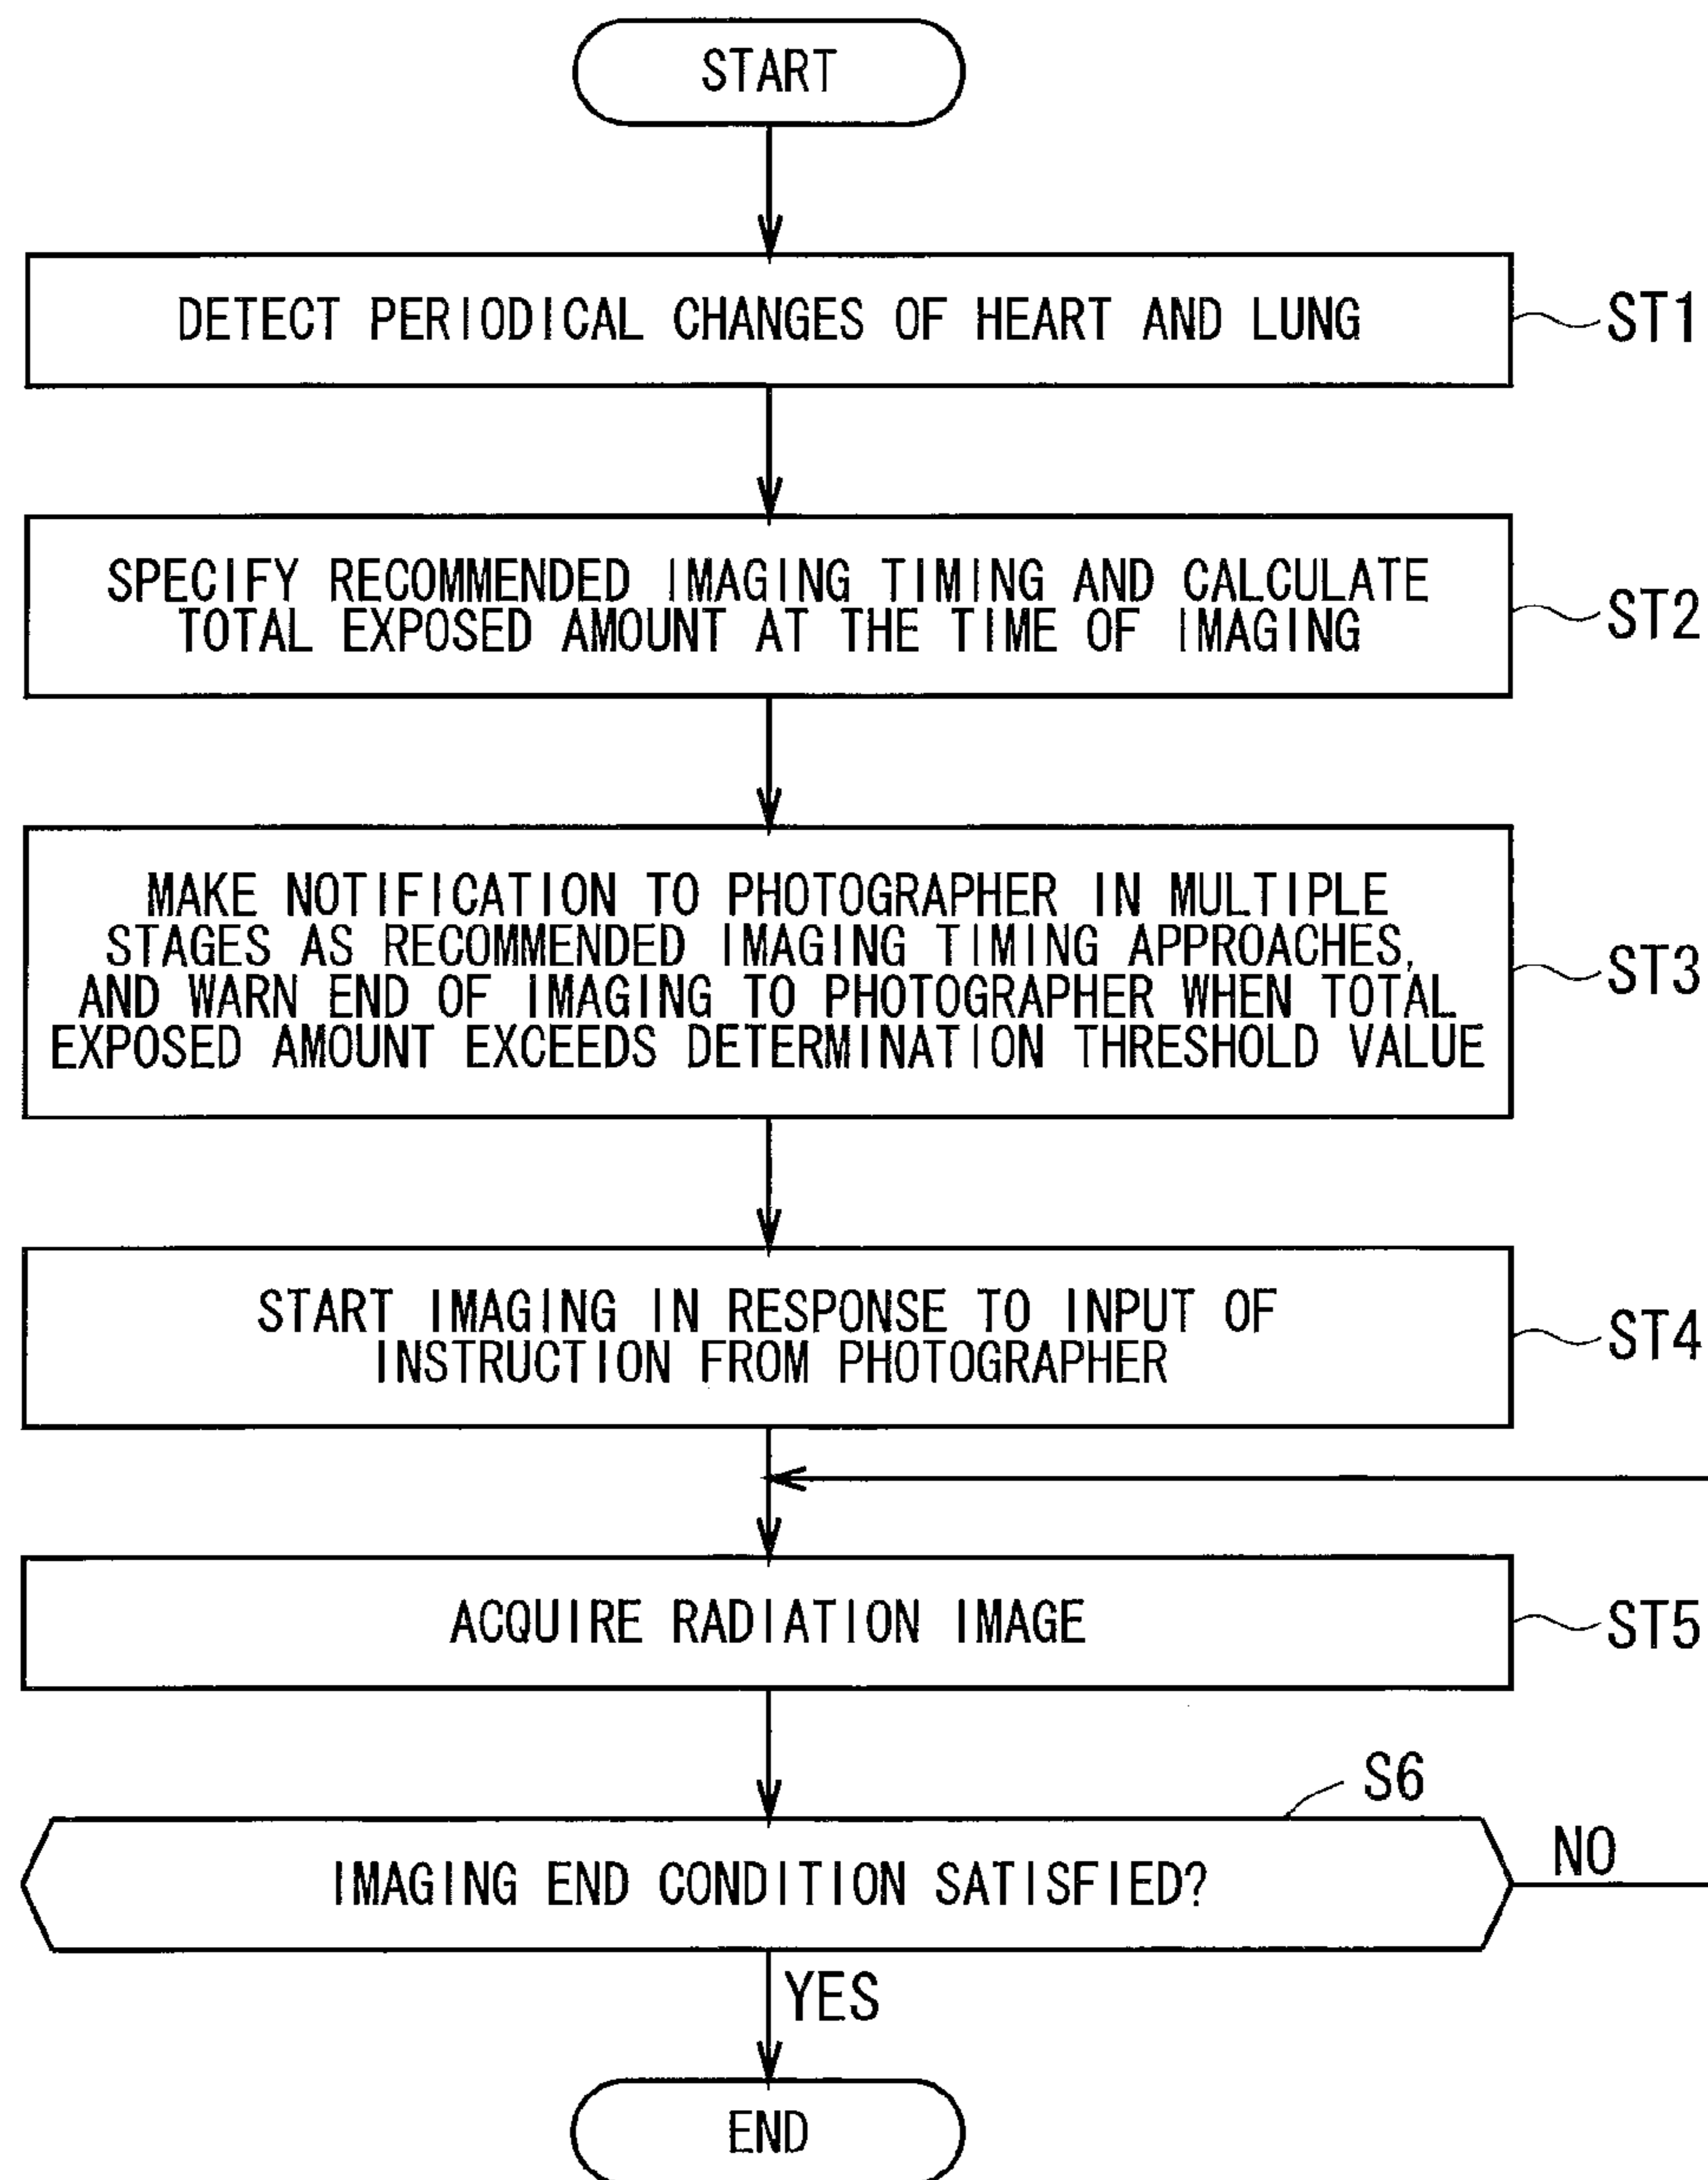 START
DETECT PERIODICAL CHANGES OF HEART AND LUNG
ST1
SPECIFY RECOMMENDED IMAGING TIMING AND CALCULATE
TOTAL EXPOSED AMOUNT AT THE TIME OF IMAGING
ST2
MAKE NOTIFICATION TO PHOTOGRAPHER IN MULTIPLE
STAGES AS RECOMMENDED IMAGING TIMING APPROACHES,
AND WARN END OF IMAGING TO PHOTOGRAPHER WHEN TOTAL
EXPOSED AMOUNT EXCEEDS DETERMINATION THRESHOLD VALUE
ST3
START IMAGING IN RESPONSE TO INPUT OF
INSTRUCTION FROM PHOTOGRAPHER
ST4
ACQUIRE RADIATION IMAGE
ST5
S6
IMAGING END CONDITION SATISFIED?
NO
YES
END